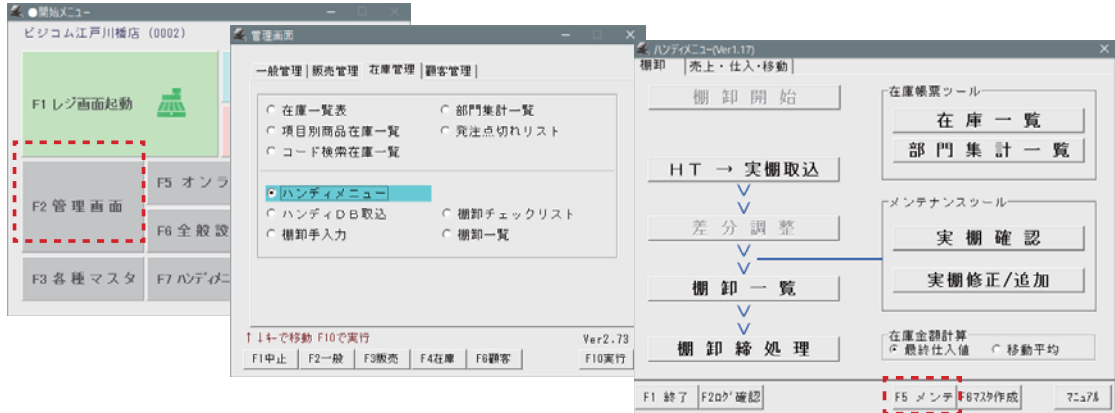 ●開始メニュー
ビジコム江戸川橋店 (0002)
F1 レジ画面起動
F2 管理画面
F5 オンラ
F6 全般設
F3 各種マスタ
F7 ハンディメニ
管理画面
一般管理 販売管理 在庫管理 顧客管理
在庫一覧表
部門集計一覧
項目別商品在庫一覧
発注点切れリスト
コード検索在庫一覧
ハンディメニュー
ハンディDB取込
棚卸チェックリスト
棚卸手入力
棚卸一覧
↑↓キーで移動 F10で実行
Ver2.73
F1中止 F2一般 F3販売 F4在庫 F6顧客 F10実行
ハンディメニュー(Ver1.17)
棚卸 売上・仕入・移動
棚卸開始
HT → 実棚取込
差分調整
棚卸一覧
棚卸締処理
在庫帳票ツール
在庫一覧
部門集計一覧
メンテナンスツール
実棚確認
実棚修正/追加
在庫金額計算
最終仕入値 移動平均
F1 終了 F2ログ確認 F5 メンテ F8マスタ作成 マニュアル